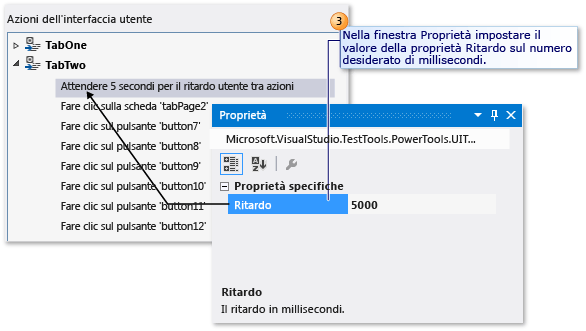 Azioni dell'interfaccia utente
TabOne
TabTwo
Attendere 5 secondi per il ritardo utente tra azioni
Fare clic sulla scheda 'tabPage2'
Fare clic sul pulsante 'button7'
Fare clic sul pulsante 'button8'
Fare clic sul pulsante 'button9'
Fare clic sul pulsante 'button10'
Fare clic sul pulsante 'button11'
Fare clic sul pulsante 'button12'
3
Nella finestra Proprietà impostare il
valore della proprietà Ritardo sul numero
desiderato di millisecondi.
Proprietà
Microsoft.VisualStudio.TestTools.PowerTools.UIT...
Proprietà specifiche
Ritardo 5000
Ritardo
Il ritardo in millisecondi.